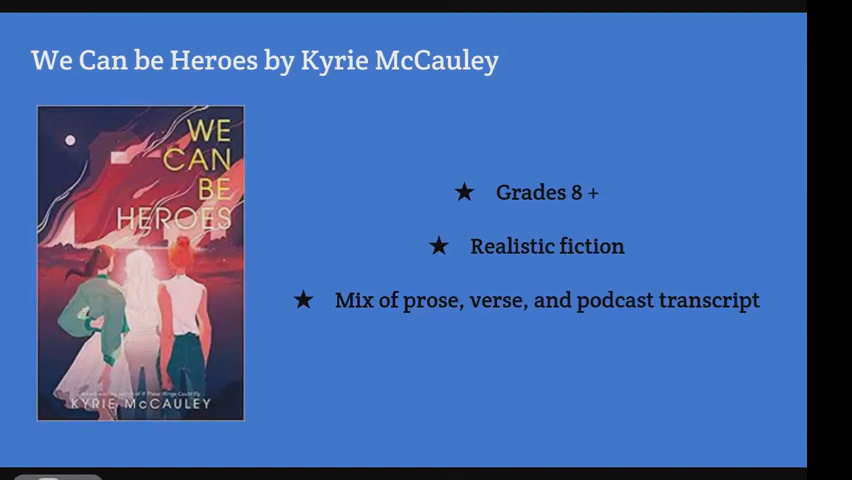 We Can be Heroes by Kyrie McCauley
WE
CAN
BE
HEROES
KYRIE McCAULEY
★ Grades 8 +
★ Realistic fiction
★ Mix of prose, verse, and podcast transcript